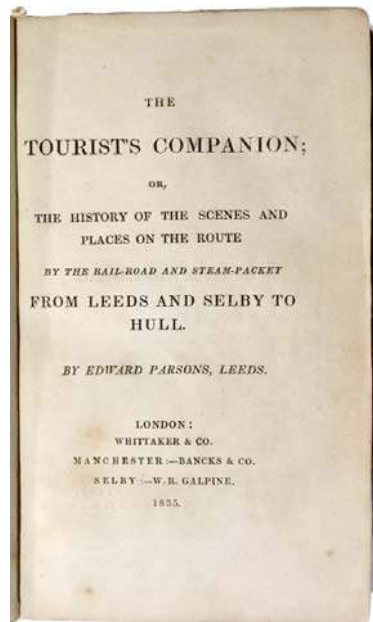 THE
TOURIST'S COMPANION;
OR,
THE HISTORY OF THE SCENES AND
PLACES ON THE ROUTE
BY THE RAIL-ROAD AND STEAM-PACKET
FROM LEEDS AND SELBY TO
HULL.
BY EDWARD PARSONS, LEEDS.
LONDON:
WHITTAKER & CO.
MANCHESTER:—BANCKS & CO.
SELBY:—W. R. GALPINE.
1835.